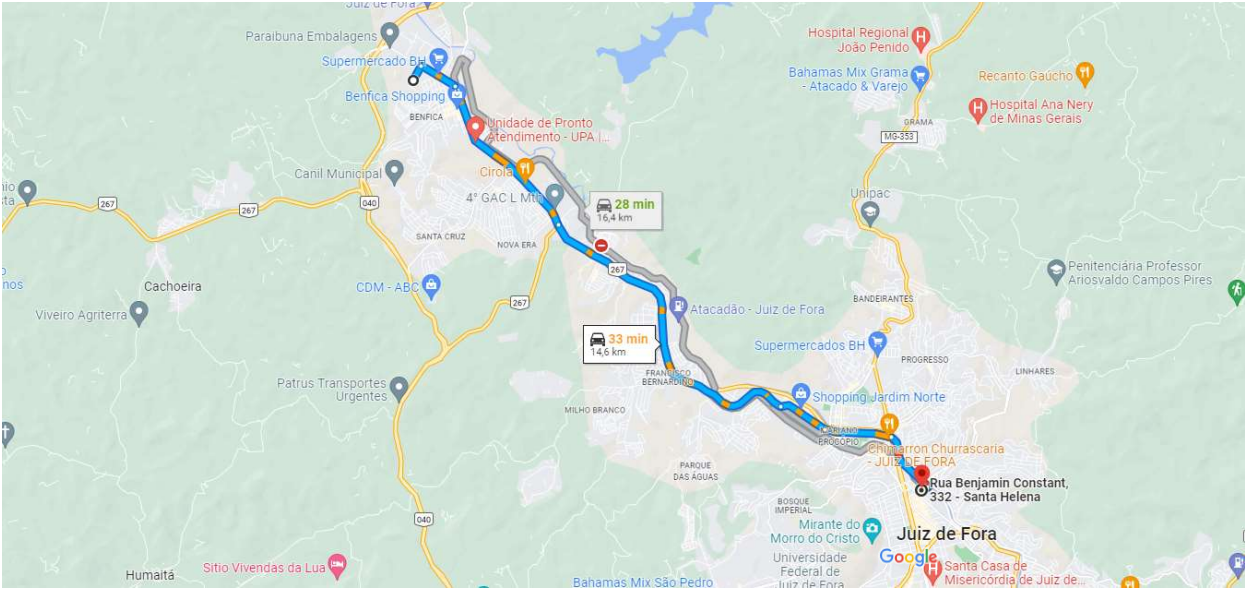 Juiz de Fora
Paraibuna Embalagens
Supermercado BH
Benfica Shopping
BENFICA
Unidade de Pronto
Atendimento - UPA |...
Hospital Regional
João Penido
Bahamas Mix Grama
- Atacado & Varejo
Recanto Gaúcho
Hospital Ana Nery
de Minas Gerais
GRAMA
MG-353
Canil Municipal
Cirola
4° GAC L Mth
Unipac
267
267
040
28 min
16,4 km
SANTA CRUZ
NOVA ERA
267
Penitenciária Professor
Ariosvaldo Campos Pires
CDM - ABC
Cachoeira
267
Viveiro Agriterra
BANDEIRANTES
Atacadão - Juiz de Fora
33 min
14,6 km
Supermercados BH
PROGRESSO
LINHARES
FRANCISCO
BERNARDINO
Patrus Transportes
Urgentes
Shopping Jardim Norte
MILHO BRANCO
MARIANO
PROCÓPIO
Chimarron Churrascaria
- JUIZ DE FORA
PARQUE
DAS ÁGUAS
Rua Benjamin Constant,
332 - Santa Helena
BOSQUE
IMPERIAL
040
Mirante do
Morro do Cristo
Juiz de Fora
Google
Universidade
Federal de
Juiz de Fora
Santa Casa de
Misericórdia de Juiz de...
Sitio Vivendas da Lua
Humaitá
Bahamas Mix São Pedro